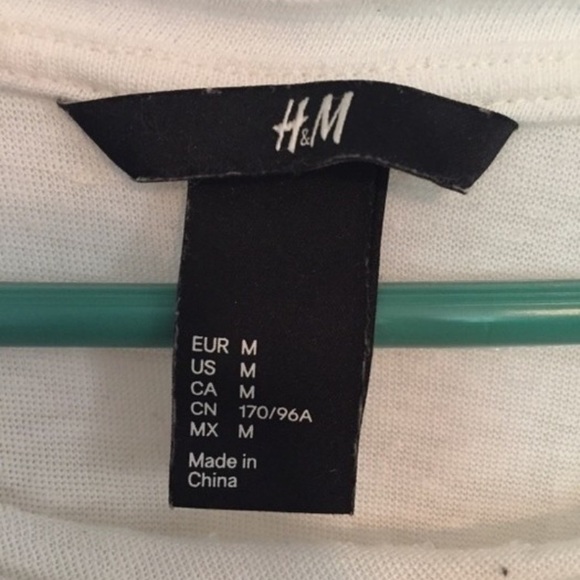 H&M
EUR M
US M
CA M
CN 170/96A
MX M
Made in
China